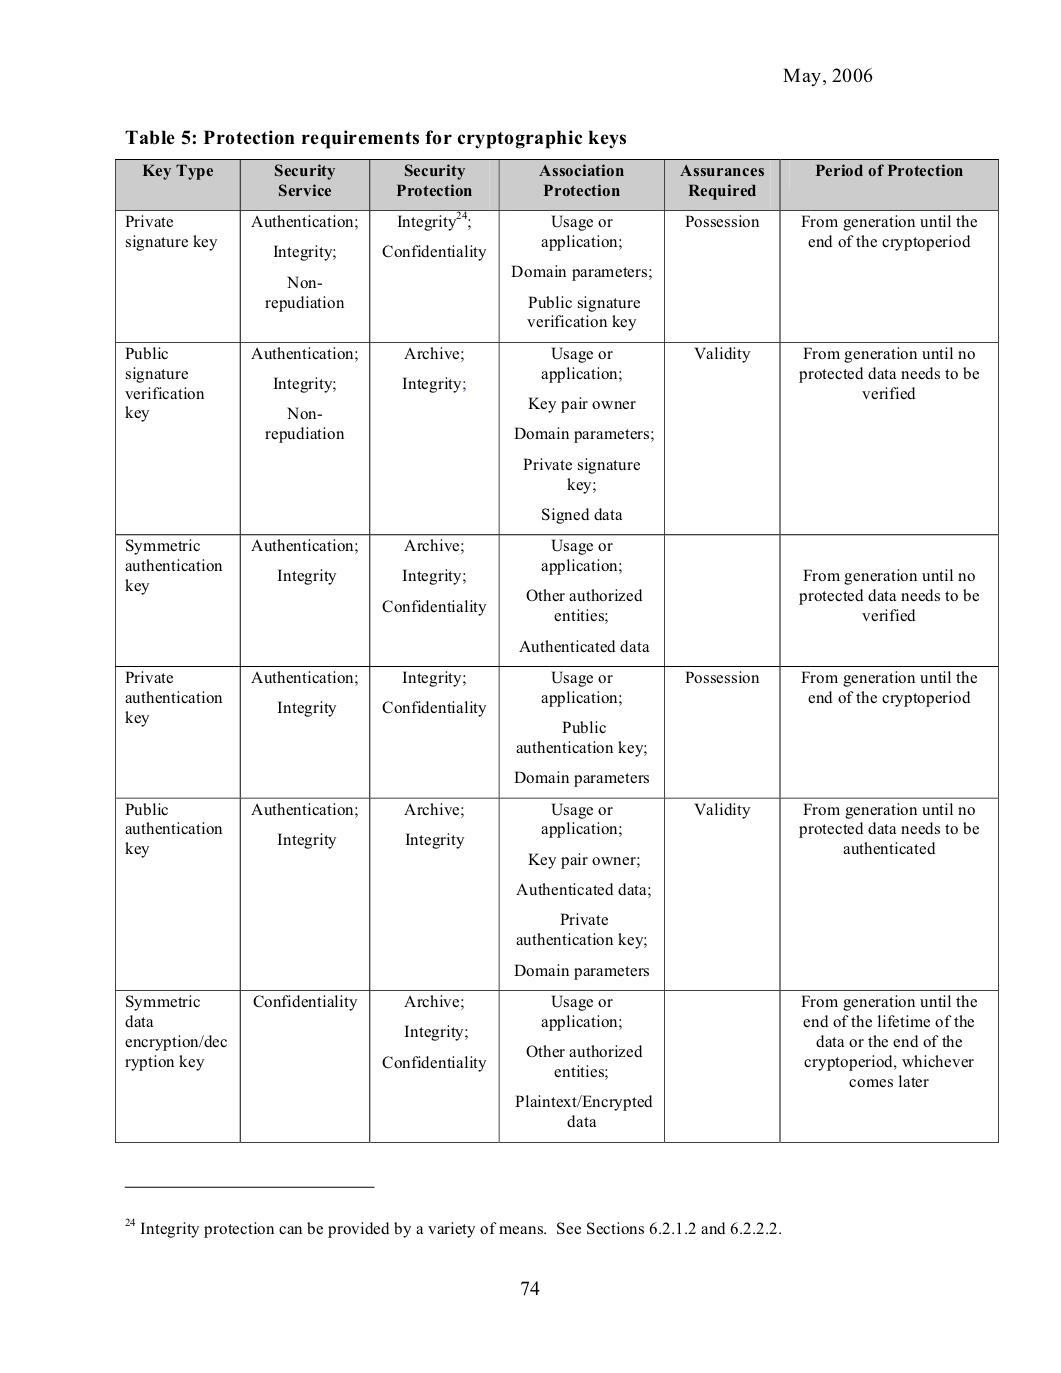 May, 2006
Table 5: Protection requirements for cryptographic keys
Key Type
Security
Service
Security
Protection
Association
Protection
Assurances
Required
Period of Protection
Private
signature key
Authentication;
Integrity;
Non-
repudiation
Integrity24;
Confidentiality
Usage or
application;
Domain parameters;
Public signature
verification key
Possession
From generation until the
end of the cryptoperiod
Public
signature
verification
key
Authentication;
Integrity;
Non-
repudiation
Archive;
Integrity;
Usage or
application;
Key pair owner
Domain parameters;
Private signature
key;
Signed data
Validity
From generation until no
protected data needs to be
verified
Symmetric
authentication
key
Authentication;
Integrity
Archive;
Integrity;
Confidentiality
Usage or
application;
Other authorized
entities;
Authenticated data
From generation until no
protected data needs to be
verified
Private
authentication
key
Authentication;
Integrity
Integrity;
Confidentiality
Usage or
application;
Public
authentication key;
Domain parameters
Possession
From generation until the
end of the cryptoperiod
Public
authentication
key
Authentication;
Integrity
Archive;
Integrity
Usage or
application;
Key pair owner;
Authenticated data;
Private
authentication key;
Domain parameters
Validity
From generation until no
protected data needs to be
authenticated
Symmetric
data
encryption/dec
ryption key
Confidentiality
Archive;
Integrity;
Confidentiality
Usage or
application;
Other authorized
entities;
Plaintext/Encrypted
data
From generation until the
end of the lifetime of the
data or the end of the
cryptoperiod, whichever
comes later
24 Integrity protection can be provided by a variety of means.  See Sections 6.2.1.2 and 6.2.2.2.
74